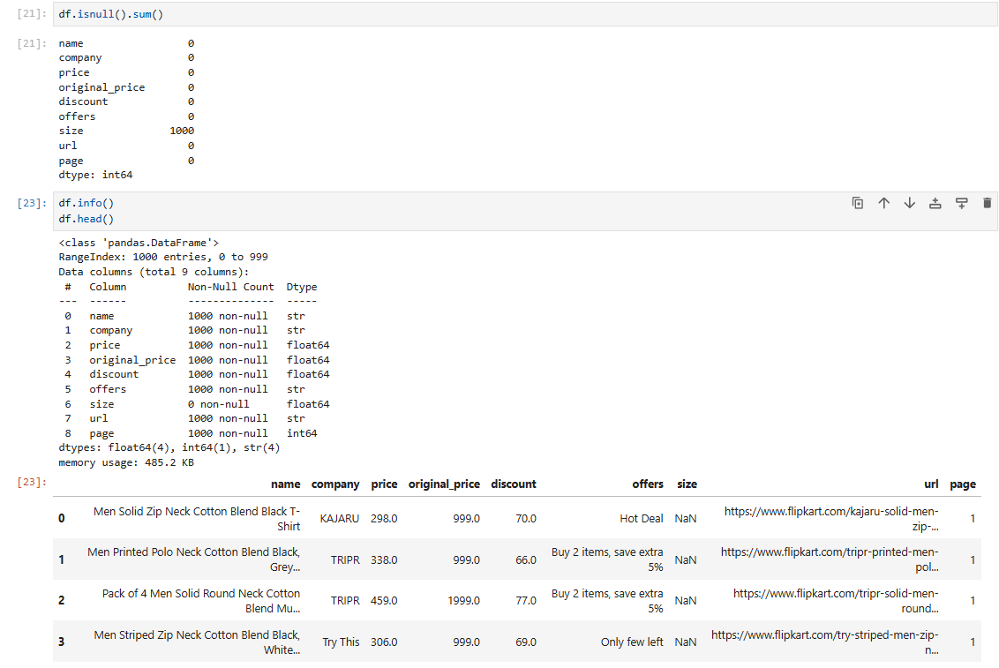 [21]: df.isnull().sum()
[21]: name 0
company 0
price 0
original_price 0
discount 0
offers 0
size 1000
url 0
page 0
dtype: int64
[23]: df.info()
df.head()
<class 'pandas.DataFrame'>
RangeIndex: 1000 entries, 0 to 999
Data columns (total 9 columns):
# Column Non-Null Count Dtype
--- ------ -------------- -----
0 name 1000 non-null str
1 company 1000 non-null str
2 price 1000 non-null float64
3 original_price 1000 non-null float64
4 discount 1000 non-null float64
5 offers 1000 non-null str
6 size 0 non-null float64
7 url 1000 non-null str
8 page 1000 non-null int64
dtypes: float64(4), int64(1), str(4)
memory usage: 485.2 KB
[23]: name company price original_price discount offers size url page
0 Men Solid Zip Neck Cotton Blend Black T-
Shirt KAJARU 298.0 999.0 70.0 Hot Deal NaN https://www.flipkart.com/kajaru-solid-men-
zip-... 1
1 Men Printed Polo Neck Cotton Blend Black,
Grey... TRIPR 338.0 999.0 66.0 Buy 2 items, save extra
5% NaN https://www.flipkart.com/tripr-printed-men-
pol... 1
2 Pack of 4 Men Solid Round Neck Cotton
Blend Mu... TRIPR 459.0 1999.0 77.0 Buy 2 items, save extra
5% NaN https://www.flipkart.com/tripr-solid-men-
round... 1
3 Men Striped Zip Neck Cotton Blend Black,
White... Try This 306.0 999.0 69.0 Only few left NaN https://www.flipkart.com/try-striped-men-zip-
n... 1